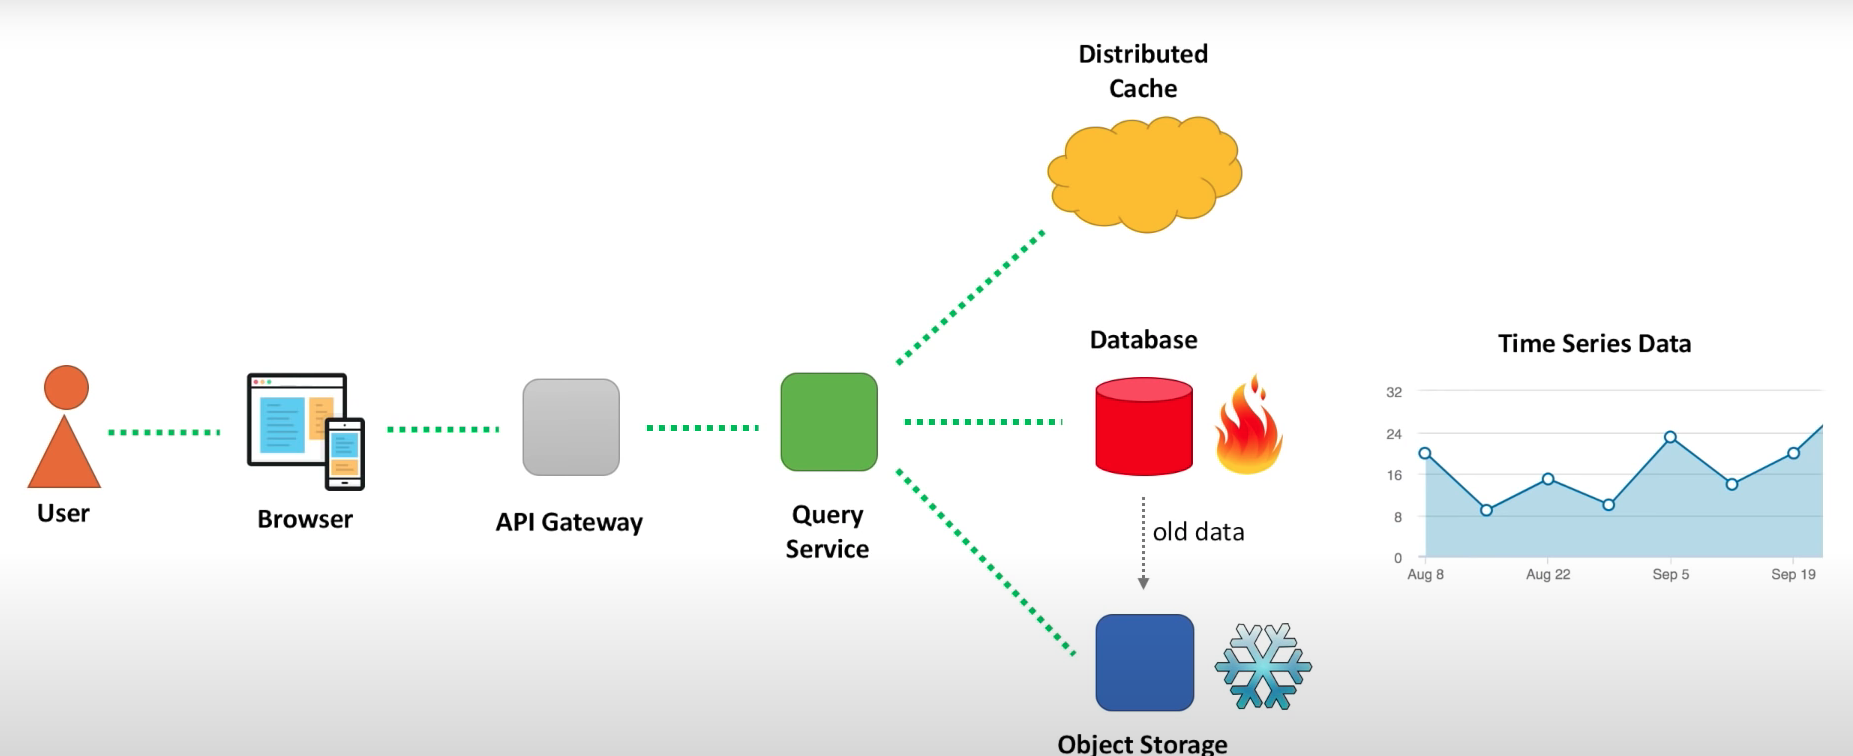 Distributed
Cache
Database
Time Series Data
32
24
16
8
0
Aug 8
Aug 22
Sep 5
Sep 19
User
Browser
API Gateway
Query
Service
old data
Object Storage